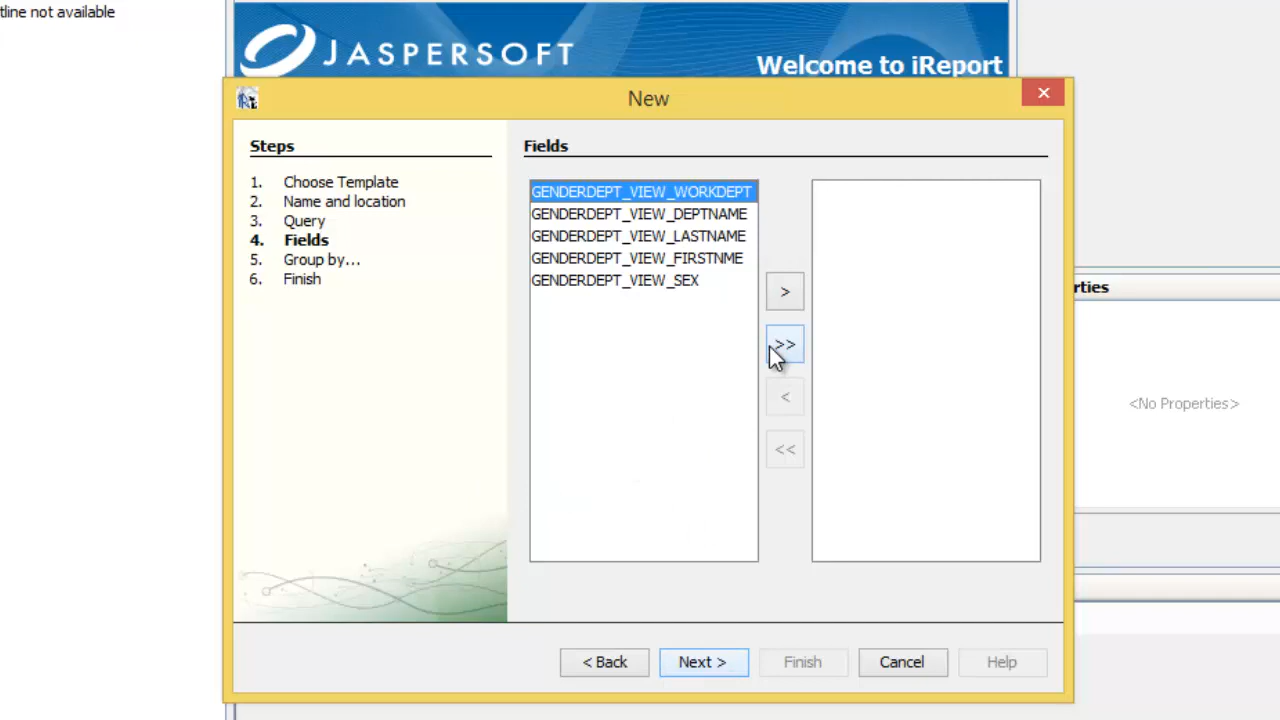 tline not available
JASPERSOFT
Welcome to iReport
New
Steps
1. Choose Template
2. Name and location
3. Query
4. Fields
5. Group by...
6. Finish
Fields
GENDERDEPT_VIEW_WORKDEPT
GENDERDEPT_VIEW_DEPTNAME
GENDERDEPT_VIEW_LASTNAME
GENDERDEPT_VIEW_FIRSTNME
GENDERDEPT_VIEW_SEX
>
>>
<
<<
rties
<No Properties>
< Back
Next >
Finish
Cancel
Help